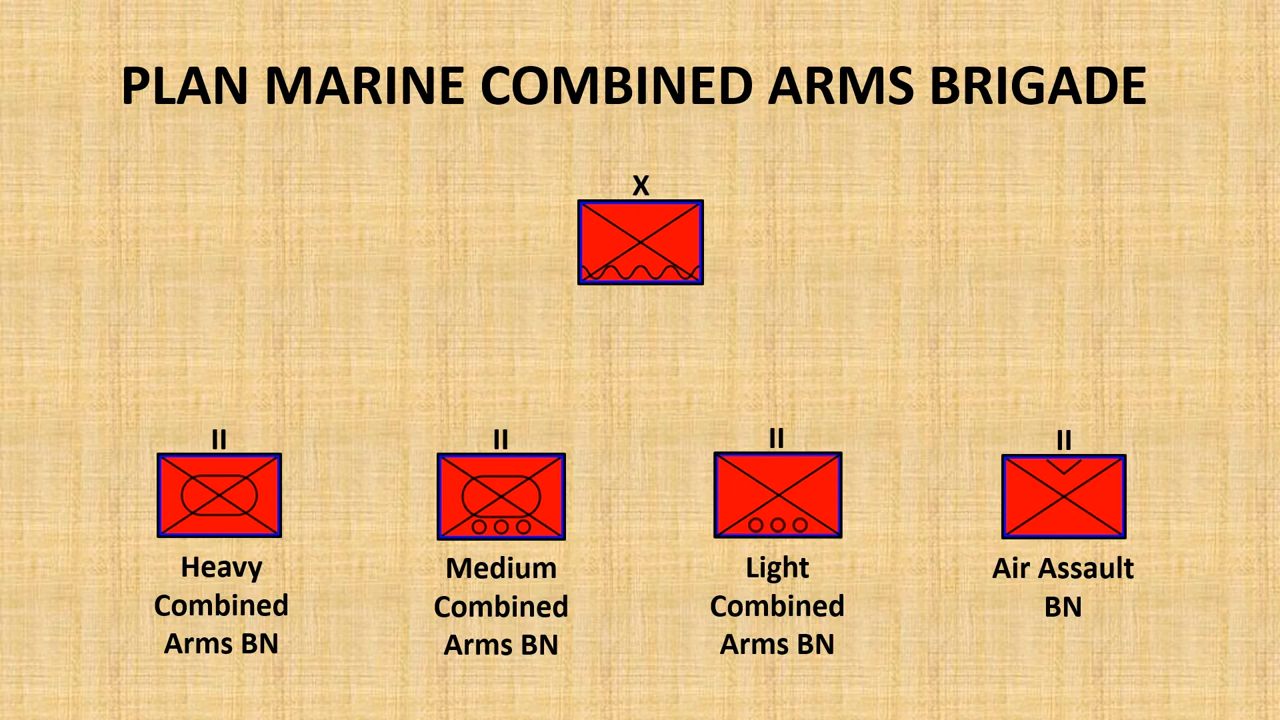 PLAN MARINE COMBINED ARMS BRIGADE
X
II
II
II
II
Heavy
Combined
Arms BN
Medium
Combined
Arms BN
Light
Combined
Arms BN
Air Assault
BN